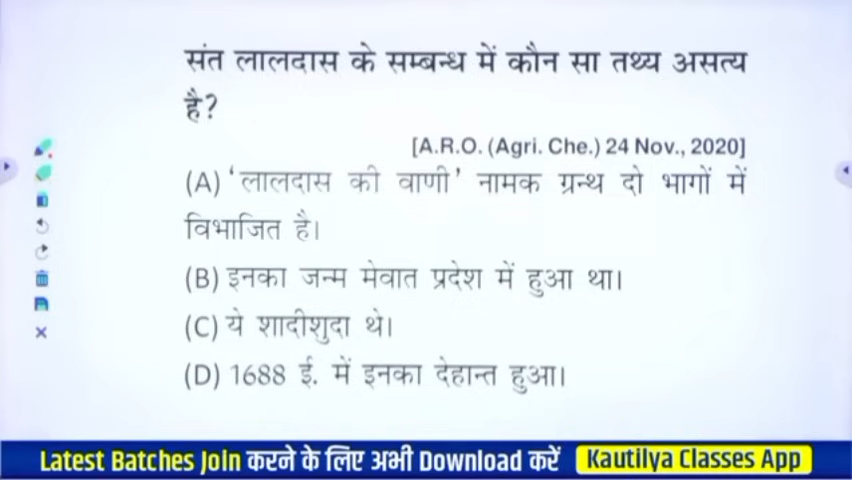 संत लालदास के सम्बन्ध में कौन सा तथ्य असत्य
है?
[A.R.O. (Agri. Che.) 24 Nov., 2020]
(A) 'लालदास की वाणी' नामक ग्रन्थ दो भागों में
विभाजित है।
(B) इनका जन्म मेवात प्रदेश में हुआ था।
(C) ये शादीशुदा थे।
(D) 1688 ई. में इनका देहान्त हुआ।
Latest Batches Join करने के लिए अभी Download करें Kautilya Classes App